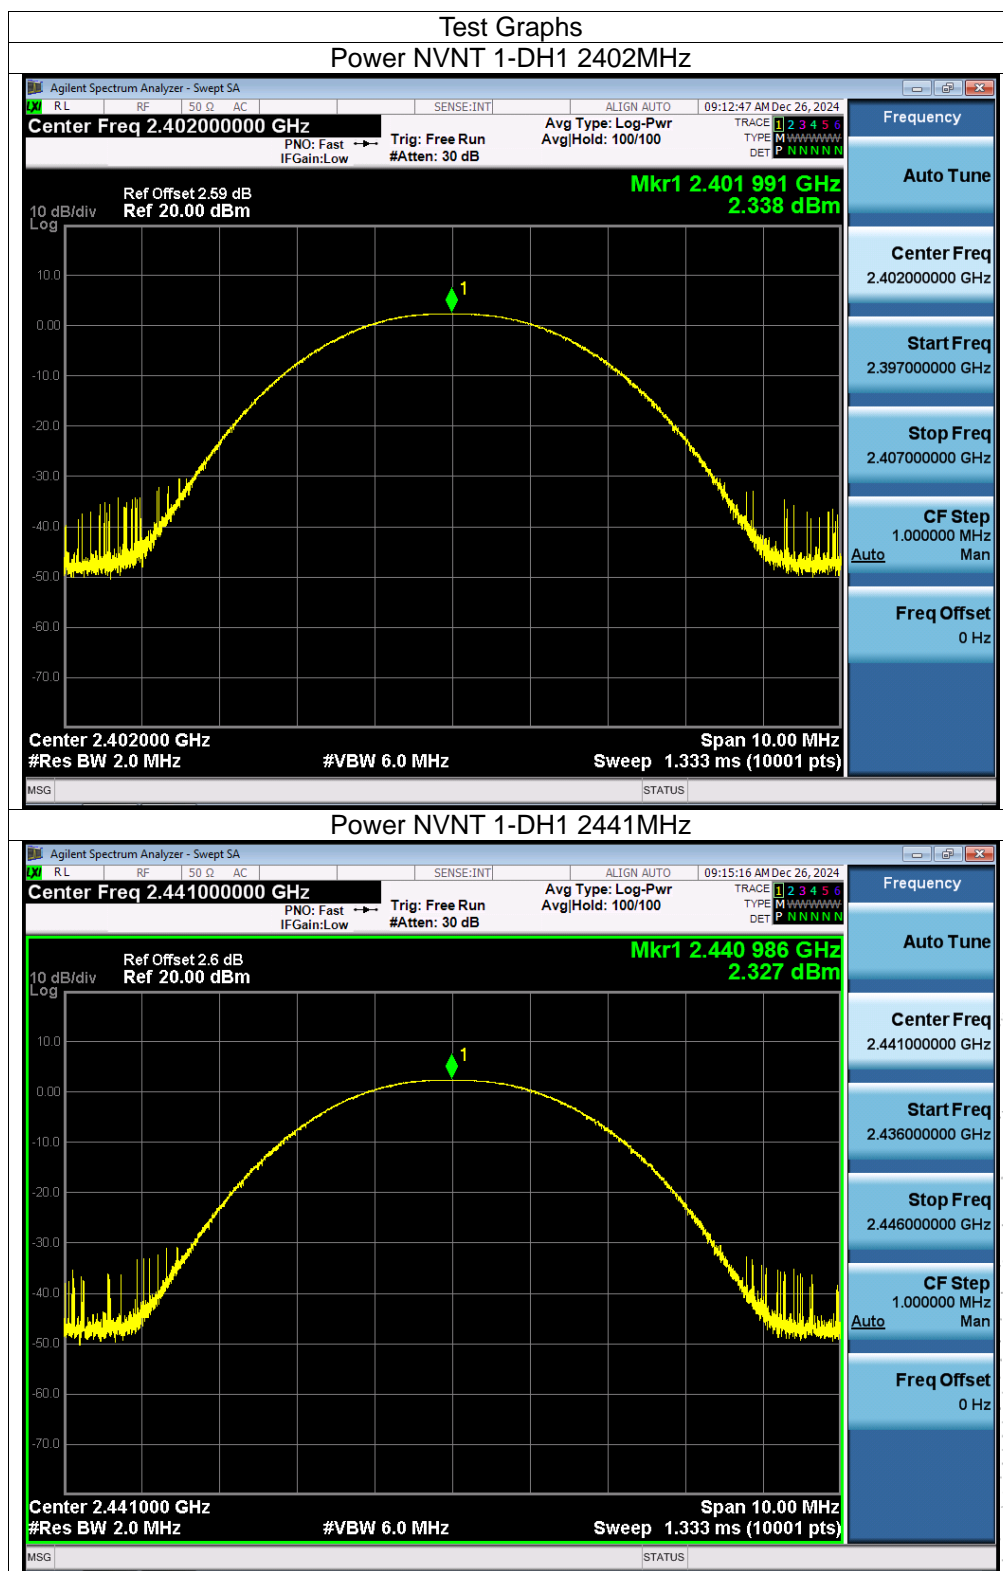 Test Graphs
Power NVNT 1-DH1 2402MHz
Agilent Spectrum Analyzer - Swept SA
LXI RL RF 50 Ω AC SENSE:INT ALIGN AUTO 09:12:47 AM Dec 26, 2024
Center Freq 2.402000000 GHz
PNO: Fast
IFGain:Low
Trig: Free Run
#Atten: 30 dB
Avg Type: Log-Pwr
Avg|Hold: 100/100
TRACE 1 2 3 4 5 6
TYPE M WWWWW
DET P N N N N N
Frequency
Auto Tune
Center Freq
2.402000000 GHz
Start Freq
2.397000000 GHz
Stop Freq
2.407000000 GHz
CF Step
1.000000 MHz
Auto Man
Freq Offset
0 Hz
Mkr1 2.401 991 GHz
2.338 dBm
Ref Offset 2.59 dB
10 dB/div Ref 20.00 dBm
Log
10.0
0.00
-10.0
-20.0
-30.0
-40.0
-50.0
-60.0
-70.0
1
Center 2.402000 GHz Span 10.00 MHz
#Res BW 2.0 MHz #VBW 6.0 MHz Sweep 1.333 ms (10001 pts)
MSG STATUS
Power NVNT 1-DH1 2441MHz
Agilent Spectrum Analyzer - Swept SA
LXI RL RF 50 Ω AC SENSE:INT ALIGN AUTO 09:15:16 AM Dec 26, 2024
Center Freq 2.441000000 GHz
PNO: Fast
IFGain:Low
Trig: Free Run
#Atten: 30 dB
Avg Type: Log-Pwr
Avg|Hold: 100/100
TRACE 1 2 3 4 5 6
TYPE M WWWWW
DET P N N N N N
Frequency
Auto Tune
Center Freq
2.441000000 GHz
Start Freq
2.436000000 GHz
Stop Freq
2.446000000 GHz
CF Step
1.000000 MHz
Auto Man
Freq Offset
0 Hz
Mkr1 2.440 986 GHz
2.327 dBm
Ref Offset 2.6 dB
10 dB/div Ref 20.00 dBm
Log
10.0
0.00
-10.0
-20.0
-30.0
-40.0
-50.0
-60.0
-70.0
1
Center 2.441000 GHz Span 10.00 MHz
#Res BW 2.0 MHz #VBW 6.0 MHz Sweep 1.333 ms (10001 pts)
MSG STATUS